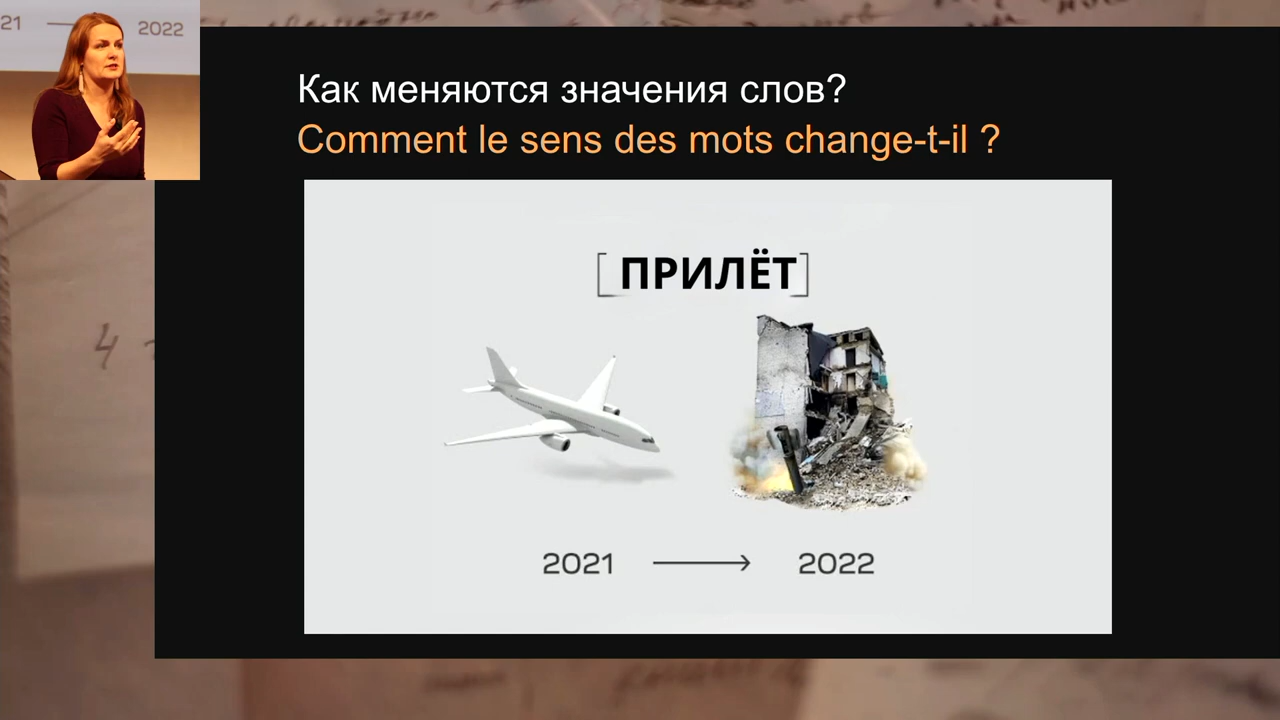 21
2022
Как меняются значения слов?
Comment le sens des mots change-t-il ?
[ ПРИЛЁТ ]
2021 → 2022